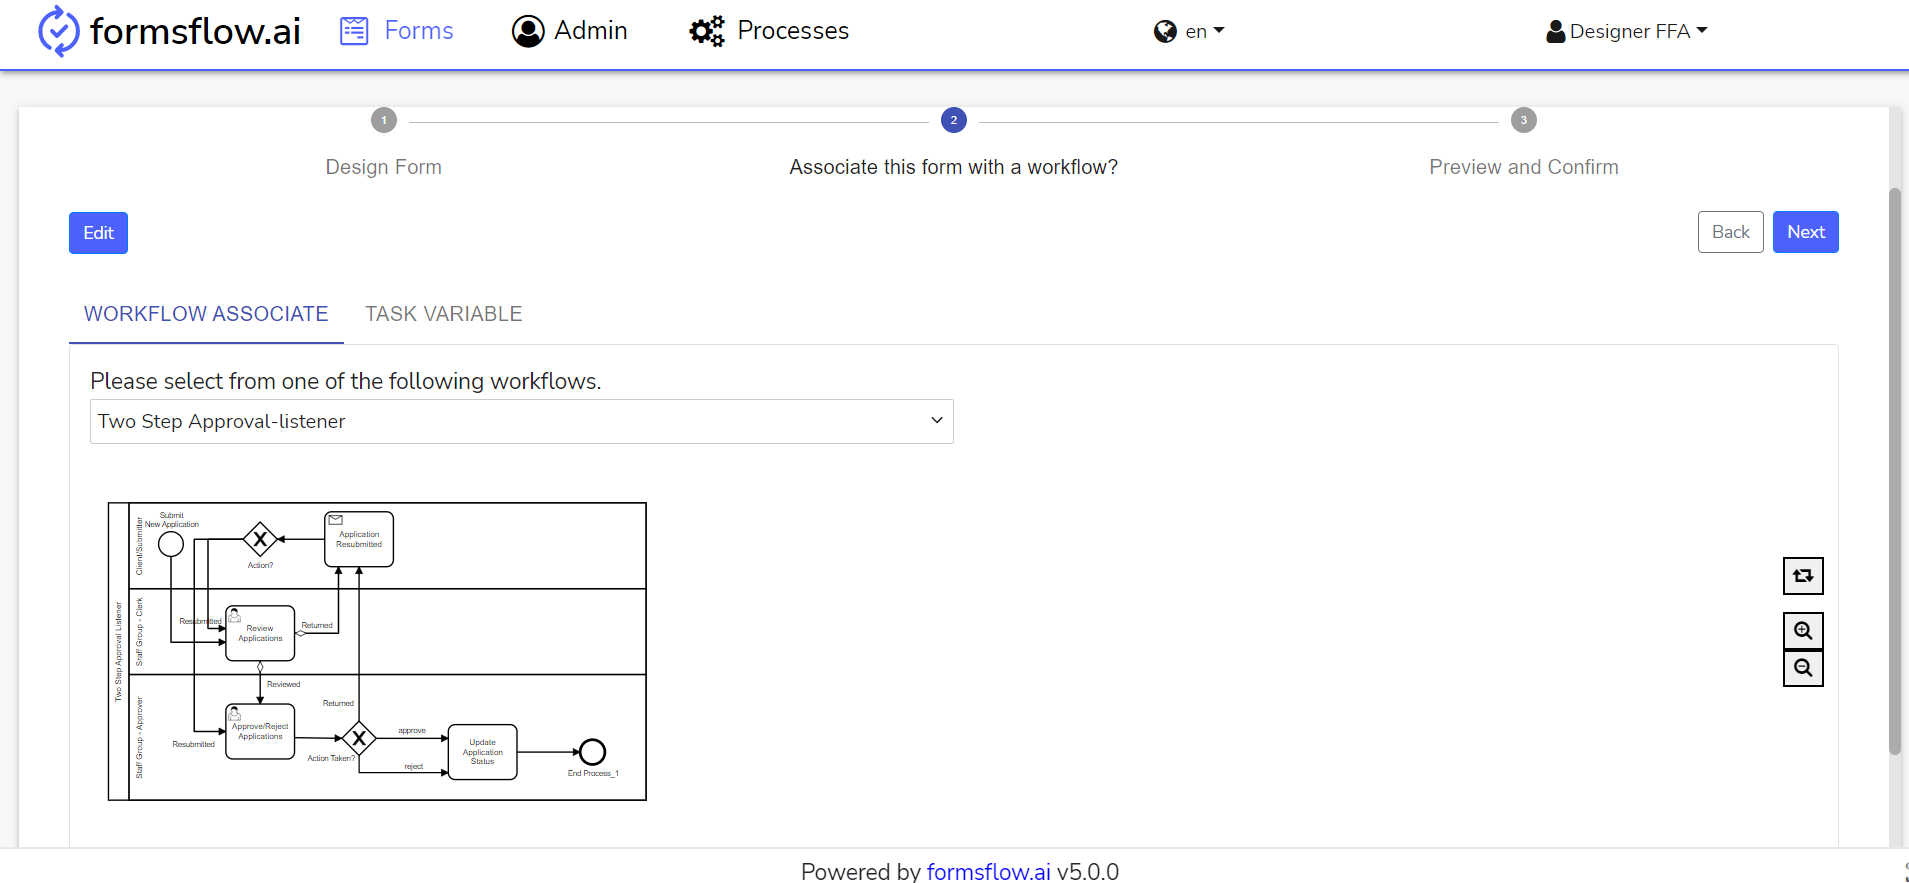 formsflow.ai Forms Admin Processes en Designer FFA
1 2 3
Design Form Associate this form with a workflow? Preview and Confirm
Edit Back Next
WORKFLOW ASSOCIATE TASK VARIABLE
Please select from one of the following workflows.
Two Step Approval-listener
Two Step Approval Listener
Client/Submitter
Submit
New Application
Action?
Application
Resubmitted
Staff Group - Clerk
Resubmitted
Review
Applications
Returned
Reviewed
Staff Group - Approver
Resubmitted
Approve/Reject
Applications
Returned
Action Taken?
approve
reject
Update
Application
Status
End Process_1
Powered by formsflow.ai v5.0.0